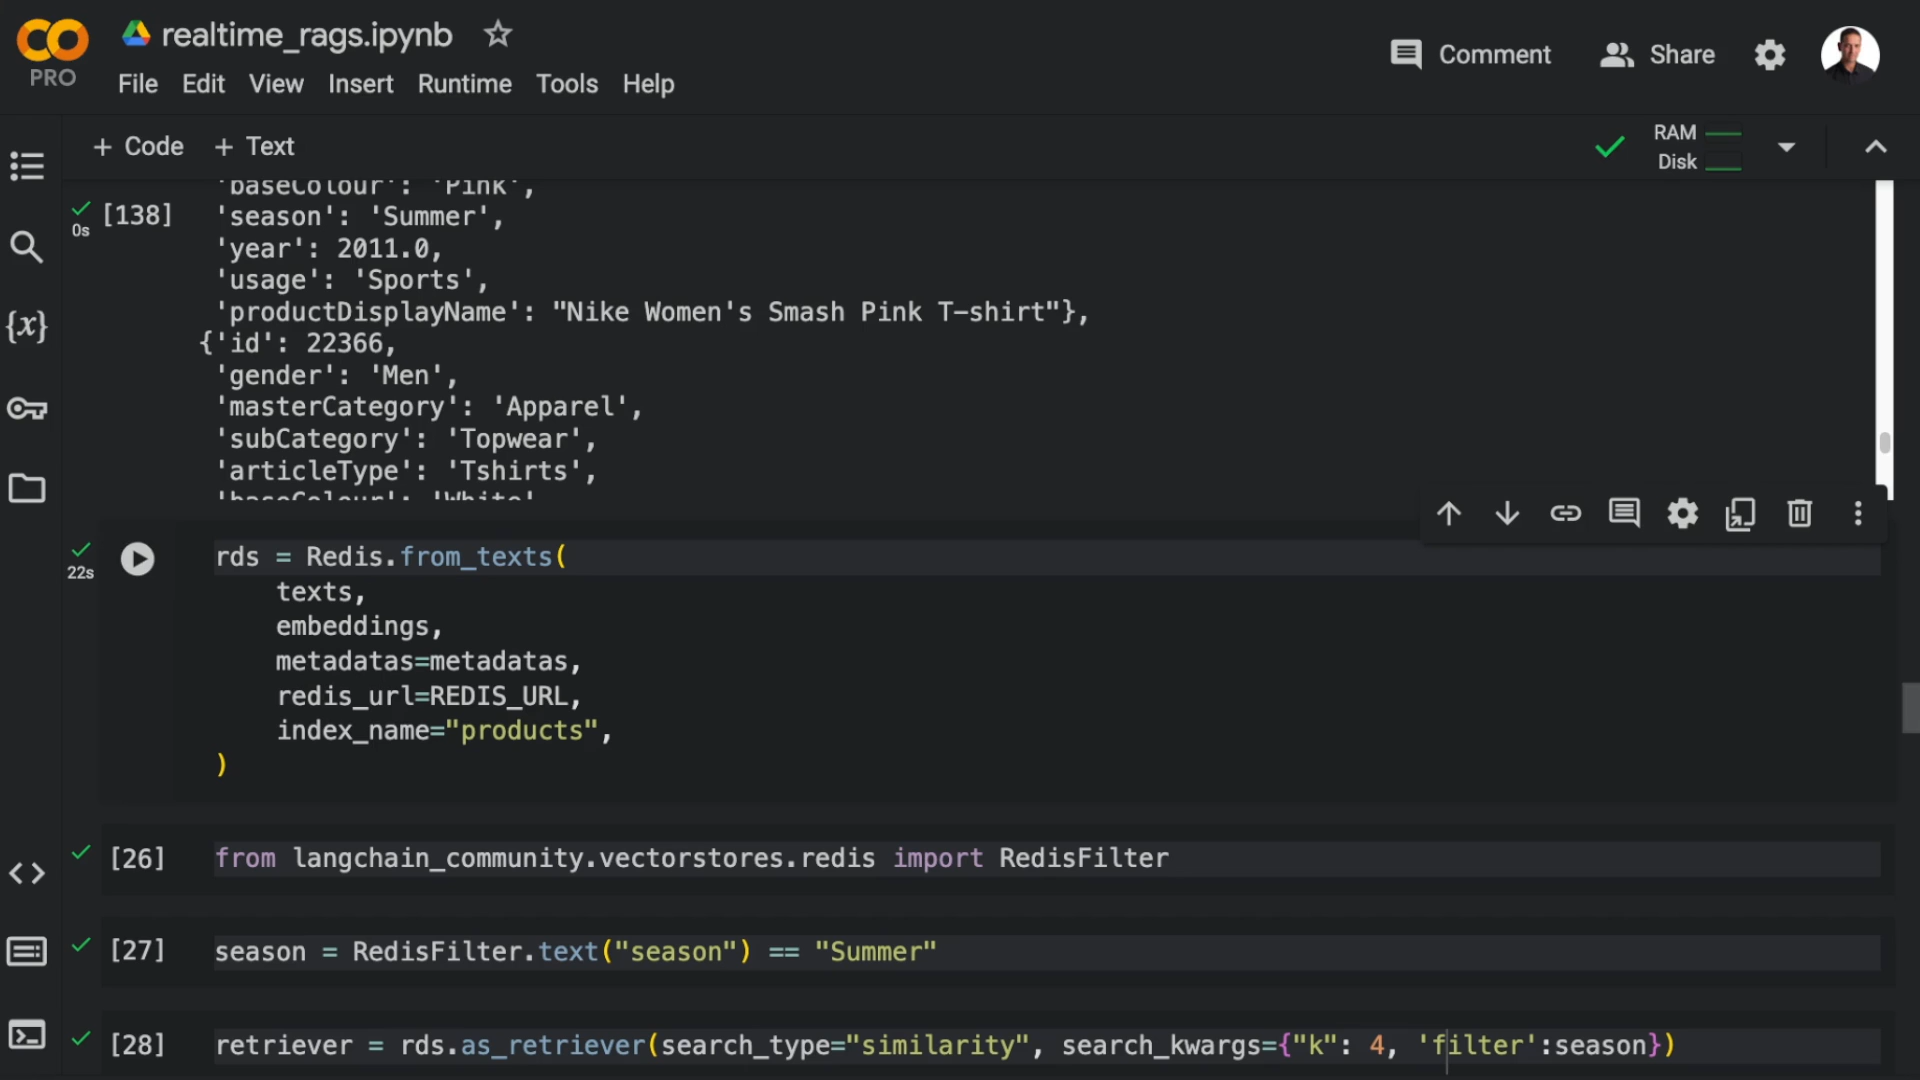 realtime_rags.ipynb
PRO
File Edit View Insert Runtime Tools Help
Comment
Share
+ Code + Text
RAM
Disk
'baseColour': 'Pink',
[138] 'season': 'Summer',
0s
'year': 2011.0,
'usage': 'Sports',
'productDisplayName': "Nike Women's Smash Pink T-shirt"},
{'id': 22366,
'gender': 'Men',
'masterCategory': 'Apparel',
'subCategory': 'Topwear',
'articleType': 'Tshirts',
'baseColour': 'White'
22s
rds = Redis.from_texts(
texts,
embeddings,
metadatas=metadatas,
redis_url=REDIS_URL,
index_name="products",
)
[26] from langchain_community.vectorstores.redis import RedisFilter
[27] season = RedisFilter.text("season") == "Summer"
[28] retriever = rds.as_retriever(search_type="similarity", search_kwargs={"k": 4, 'filter':season})